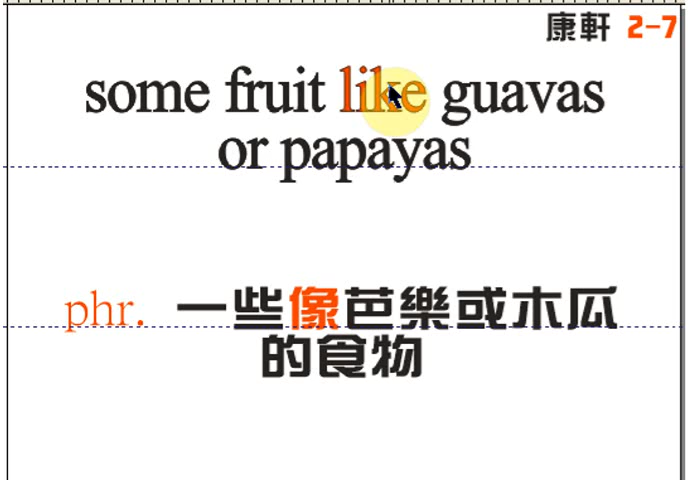 康軒 2-7
some fruit like guavas
or papayas
phr. 一些像芭樂或木瓜
的食物